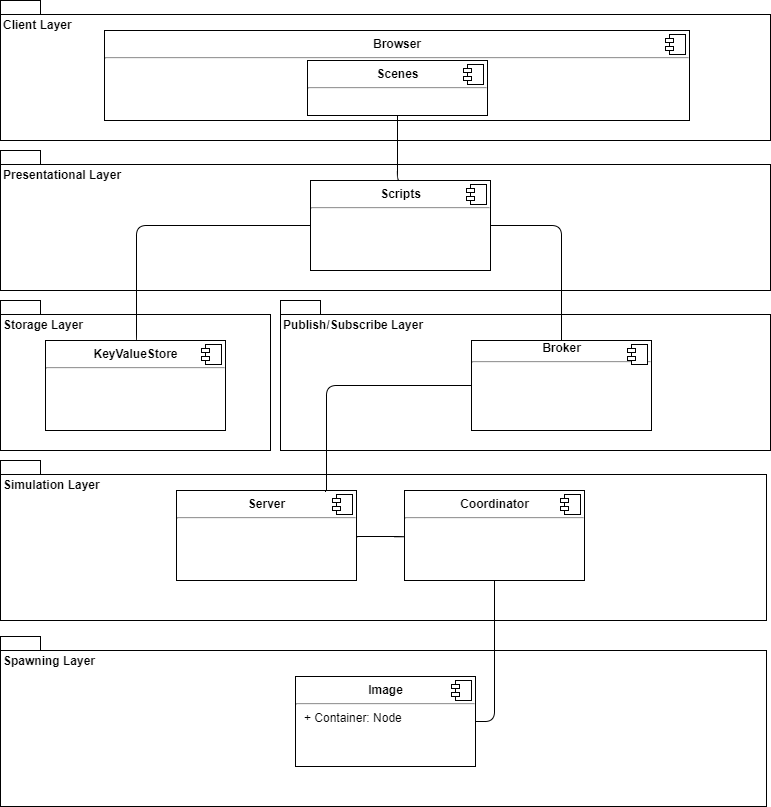 Client Layer
Browser
Scenes
Presentational Layer
Scripts
Storage Layer
KeyValueStore
Publish/Subscribe Layer
Broker
Simulation Layer
Server
Coordinator
Spawning Layer
Image
+ Container: Node